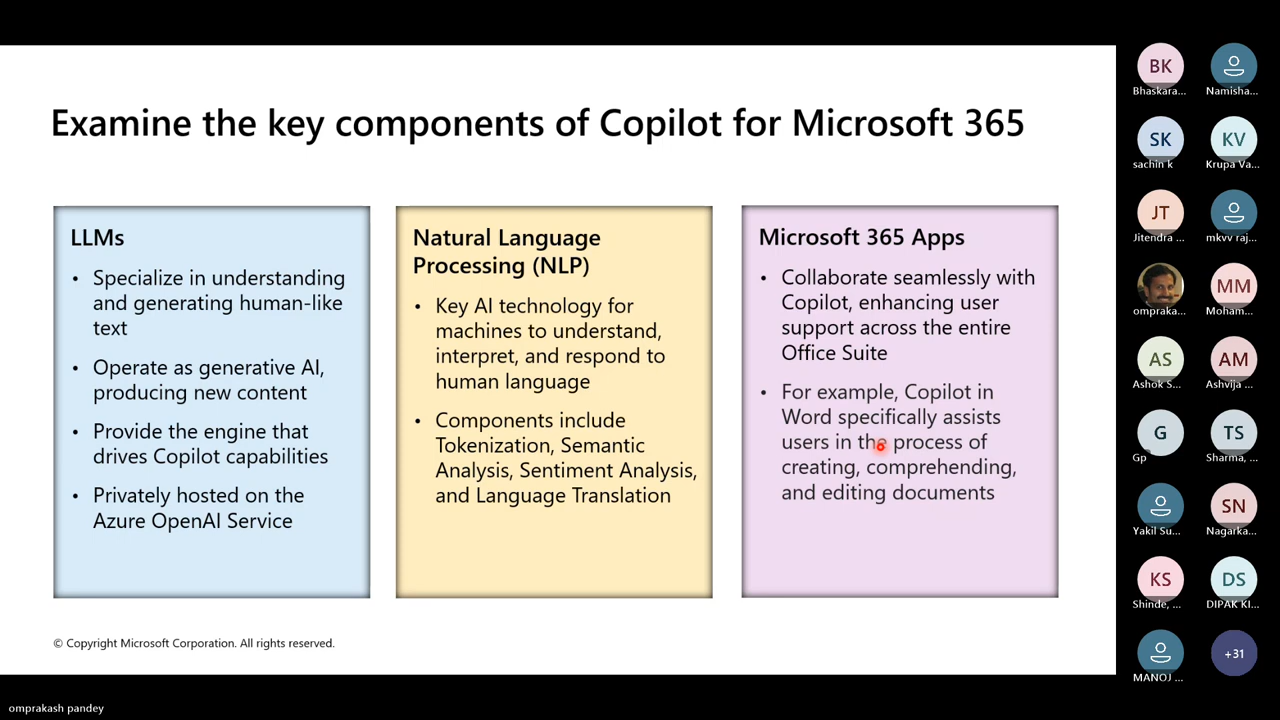 Examine the key components of Copilot for Microsoft 365
LLMs
• Specialize in understanding
and generating human-like
text
• Operate as generative AI,
producing new content
• Provide the engine that
drives Copilot capabilities
• Privately hosted on the
Azure OpenAI Service
Natural Language
Processing (NLP)
• Key AI technology for
machines to understand,
interpret, and respond to
human language
• Components include
Tokenization, Semantic
Analysis, Sentiment Analysis,
and Language Translation
Microsoft 365 Apps
• Collaborate seamlessly with
Copilot, enhancing user
support across the entire
Office Suite
• For example, Copilot in
Word specifically assists
users in the process of
creating, comprehending,
and editing documents
© Copyright Microsoft Corporation. All rights reserved.
BK
Bhaskara... Namisha...
SK KV
sachin k Krupa Va...
JT
Jitendra ... mkvv raj...
MM
ompraka... Moham...
AS AM
Ashok S... Ashvija ...
G TS
Gp Sharma, ...
SN
Yakil Su... Nagarka...
KS DS
Shinde, ... DIPAK KI...
+31
MANOJ ...
omprakash pandey